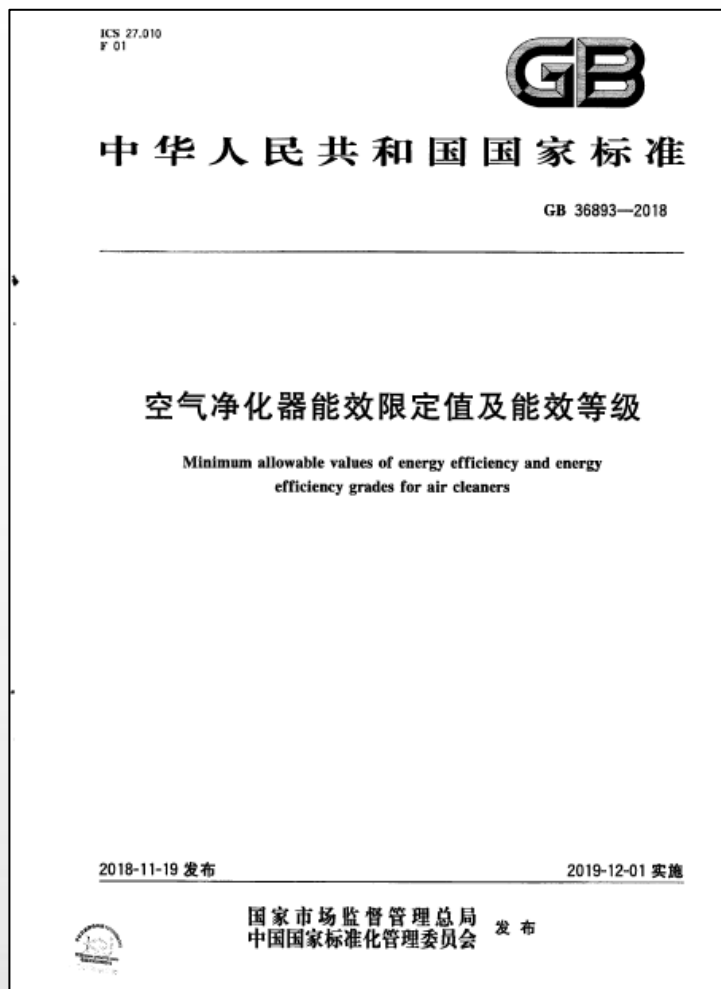 ICS 27.010
F 01
GB
中华人民共和国国家标准
GB 36893—2018
空气净化器能效限定值及能效等级
Minimum allowable values of energy efficiency and energy
efficiency grades for air cleaners
2018-11-19 发布
2019-12-01 实施
国家市场监督管理总局
中国国家标准化管理委员会
发布